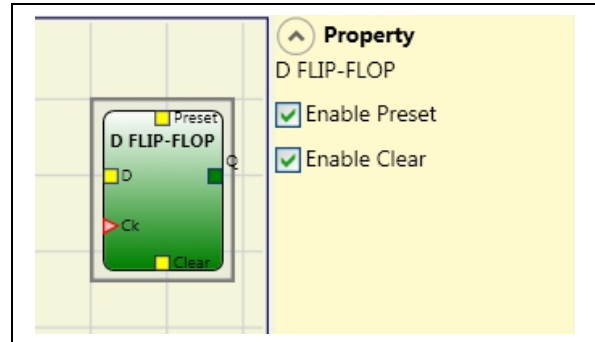 Property
D FLIP-FLOP
Enable Preset
Enable Clear
Preset
D FLIP-FLOP
Q
D
Ck
Clear